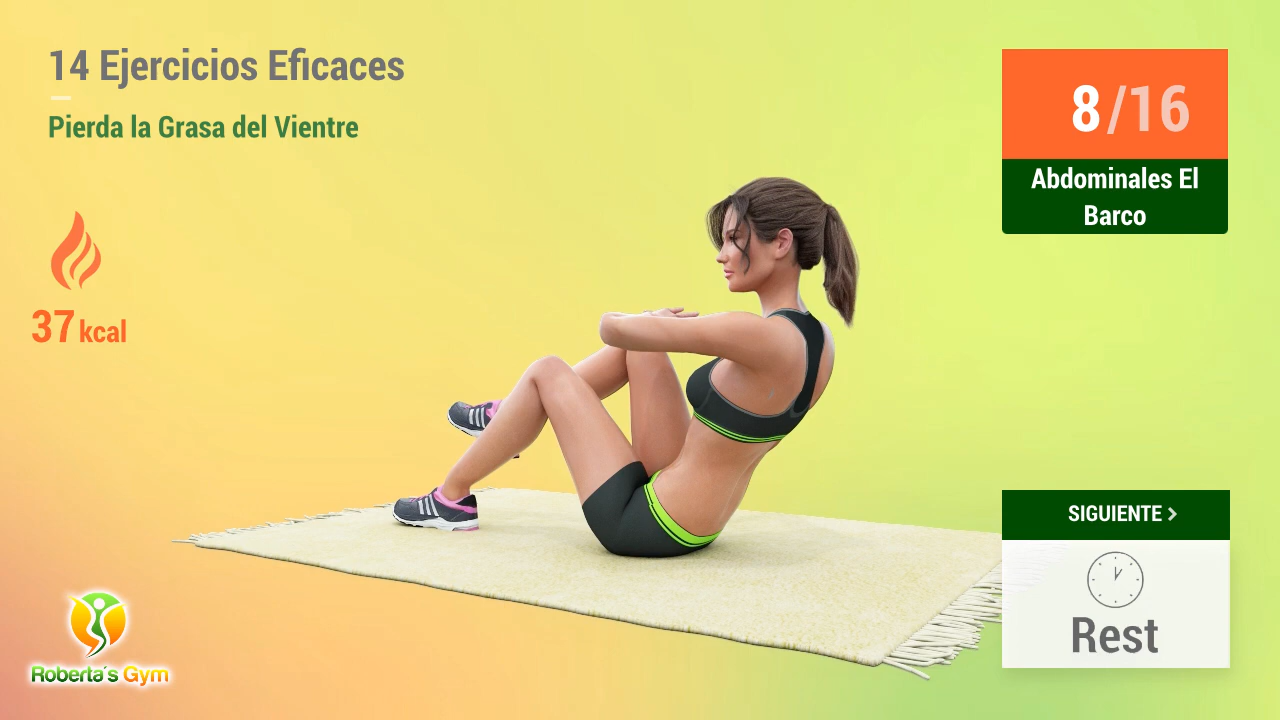 14 Ejercicios Eficaces
Pierda la Grasa del Vientre
8/16
Abdominales El
Barco
37 kcal
SIGUIENTE >
Rest
Roberta´s Gym